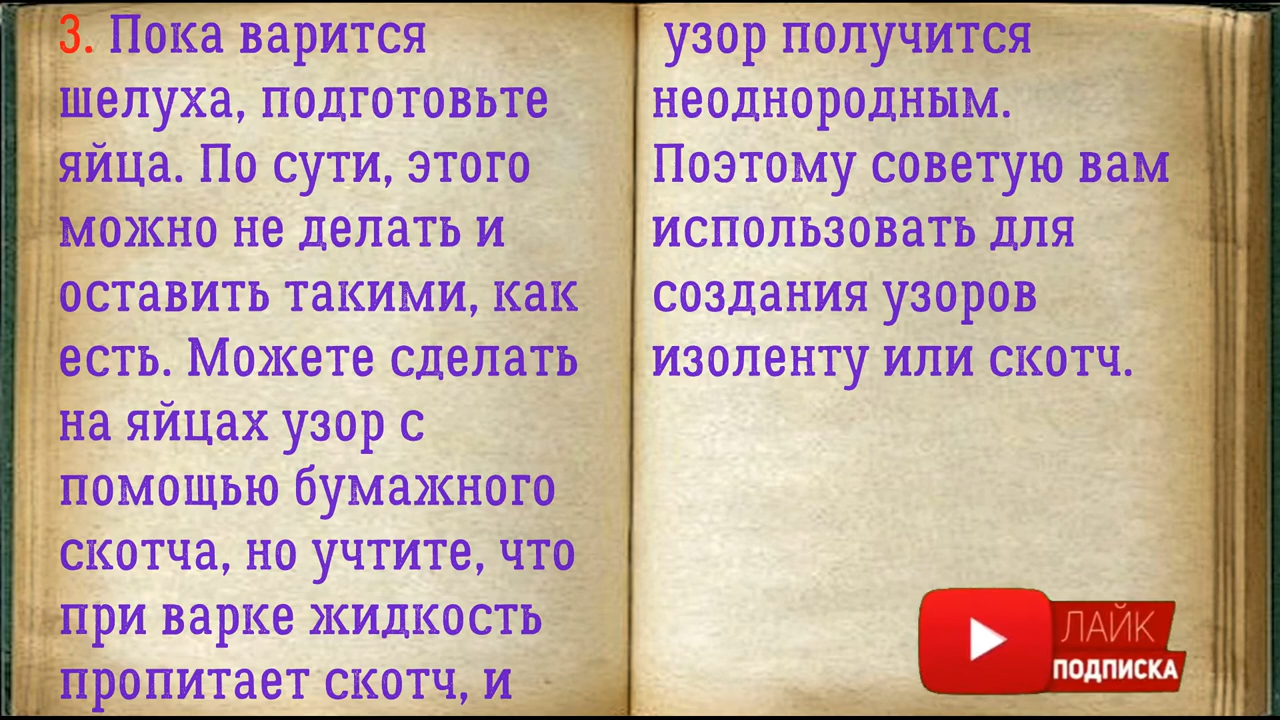 3. Пока варится
шелуха, подготовьте
яйца. По сути, этого
можно не делать и
оставить такими, как
есть. Можете сделать
на яйцах узор с
помощью бумажного
скотча, но учтите, что
при варке жидкость
пропитает скотч, и
узор получится
неоднородным.
Поэтому советую вам
использовать для
создания узоров
изоленту или скотч.
ЛАЙК
ПОДПИСКА